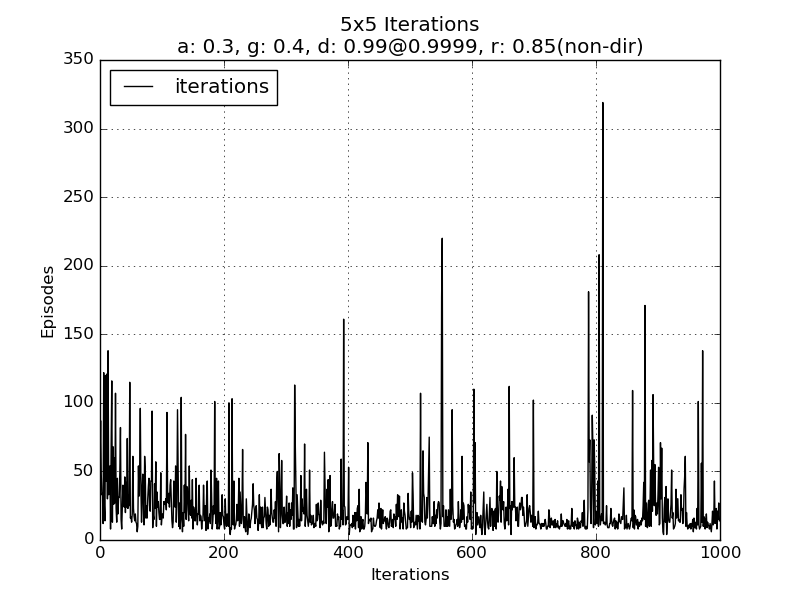 5x5 Iterations
a: 0.3, g: 0.4, d: 0.99@0.9999, r: 0.85(non-dir)
iterations
350
300
250
200
150
100
50
0
Episodes
0 200 400 600 800 1000
Iterations